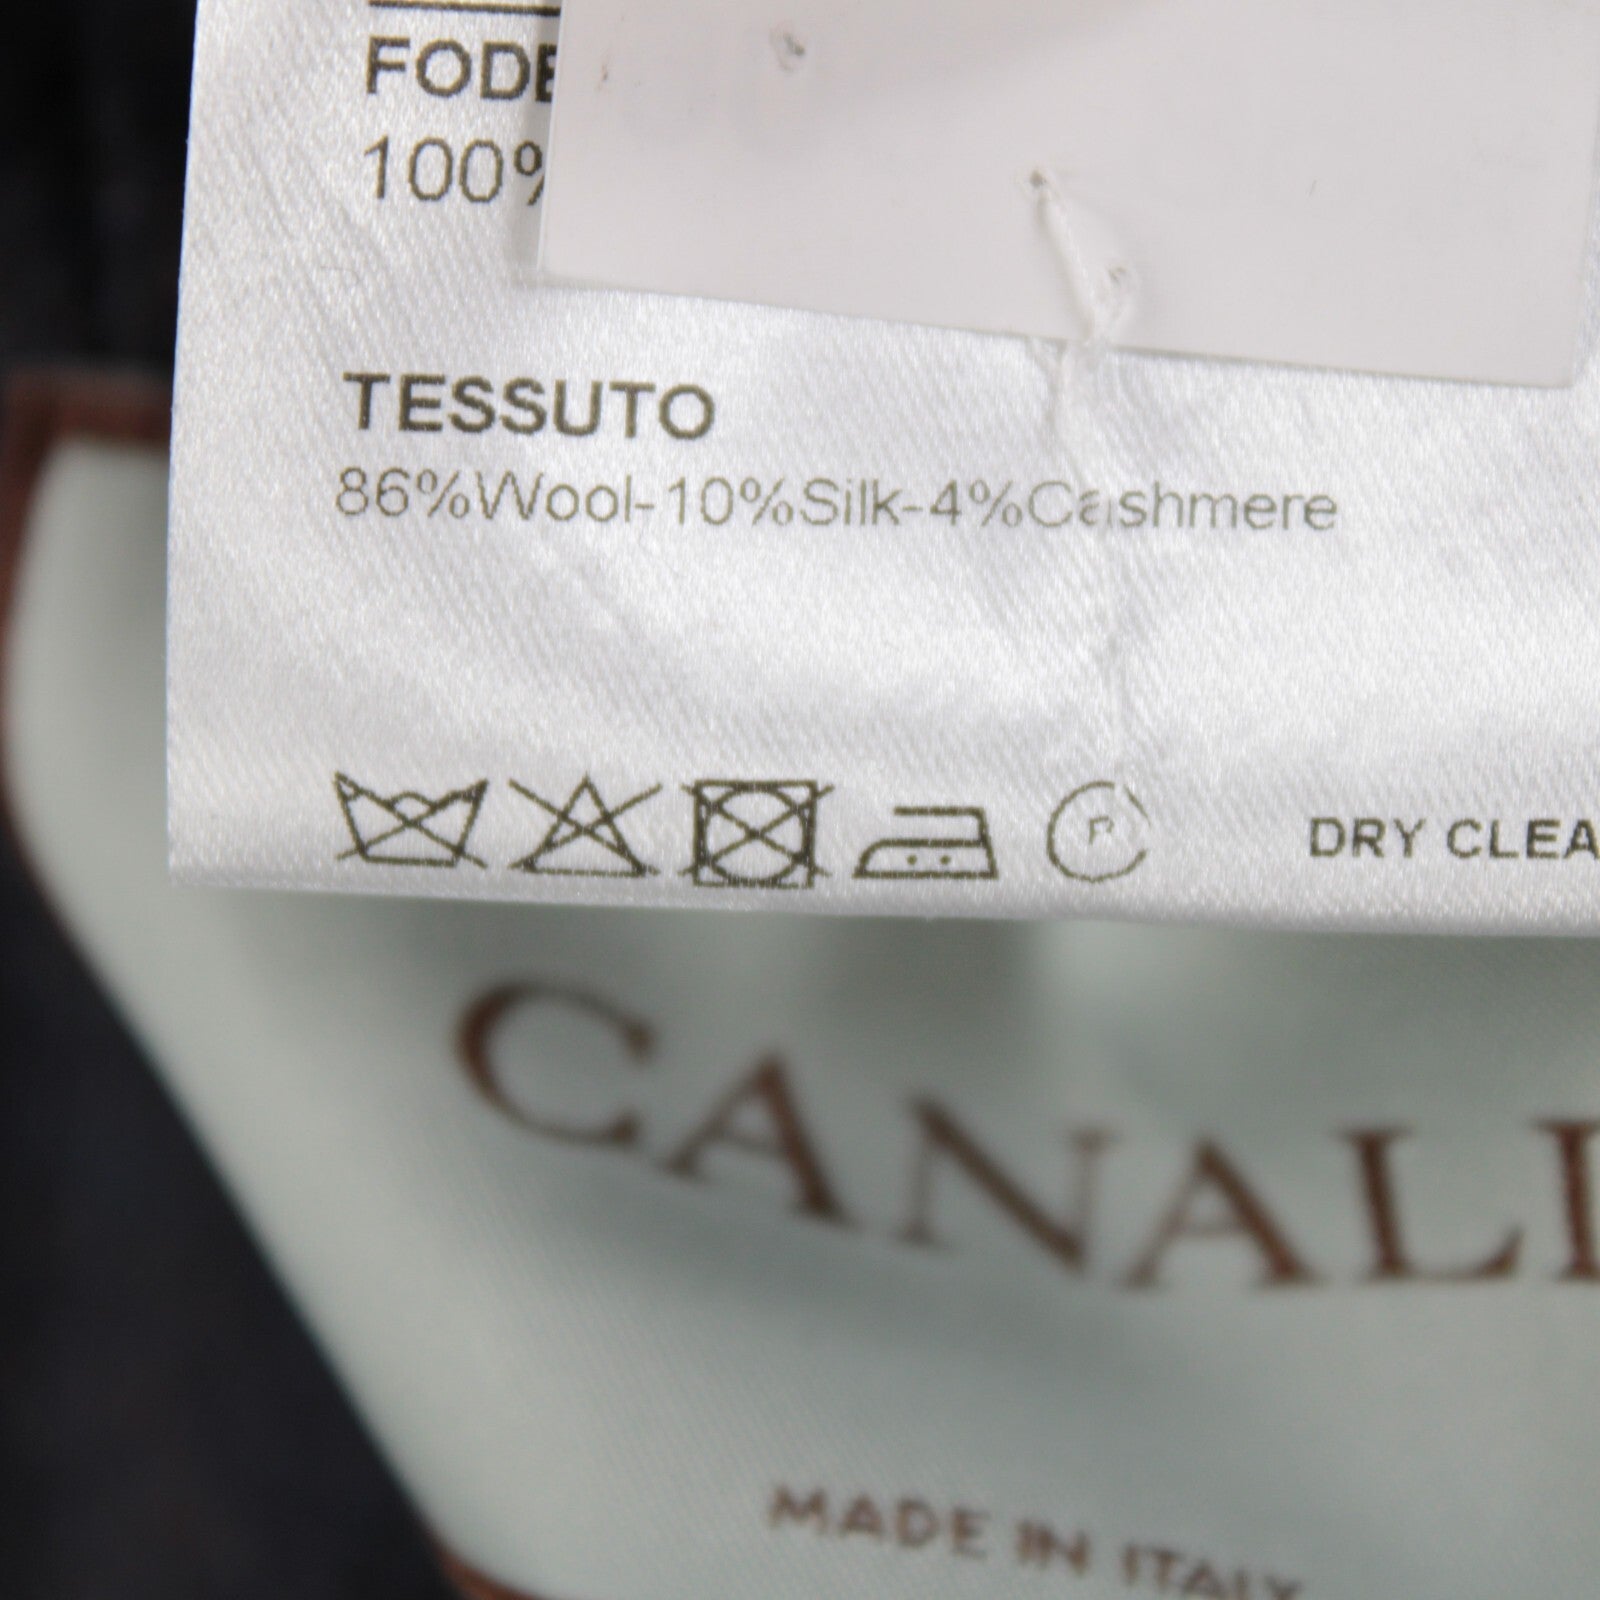 FODE
100%
TESSUTO
86%Wool-10%Silk-4%Cashmere
P
DRY CLEA
CANALI
MADE IN ITALY